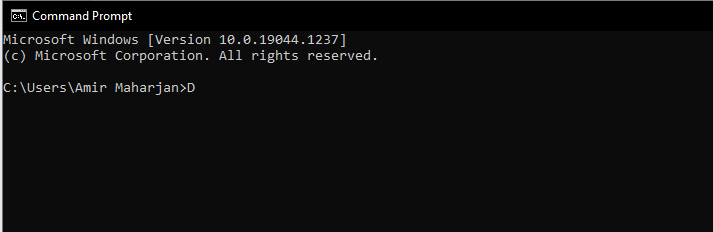 Command Prompt
Microsoft Windows [Version 10.0.19044.1237]
(c) Microsoft Corporation. All rights reserved.
C:\Users\Amir Maharjan>D